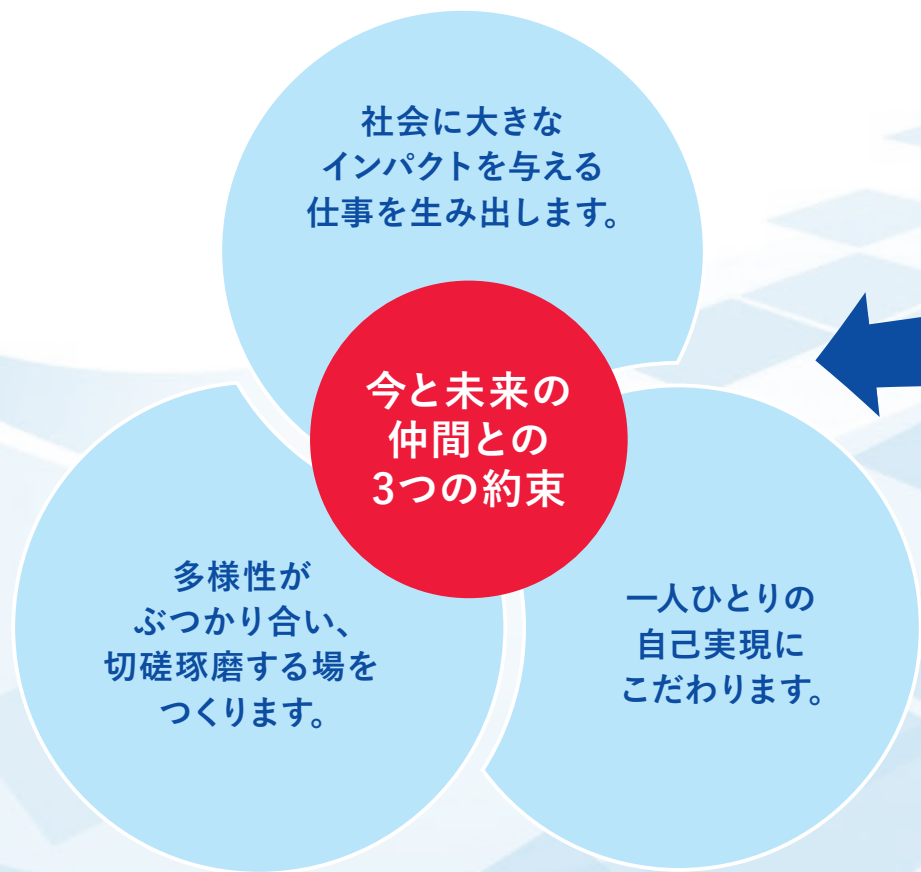 社会に大きな
インパクトを与える
仕事を生み出します。
今と未来の
仲間との
3つの約束
多様性が
ぶつかり合い、
切磋琢磨する場を
つくります。
一人ひとりの
自己実現に
こだわります。